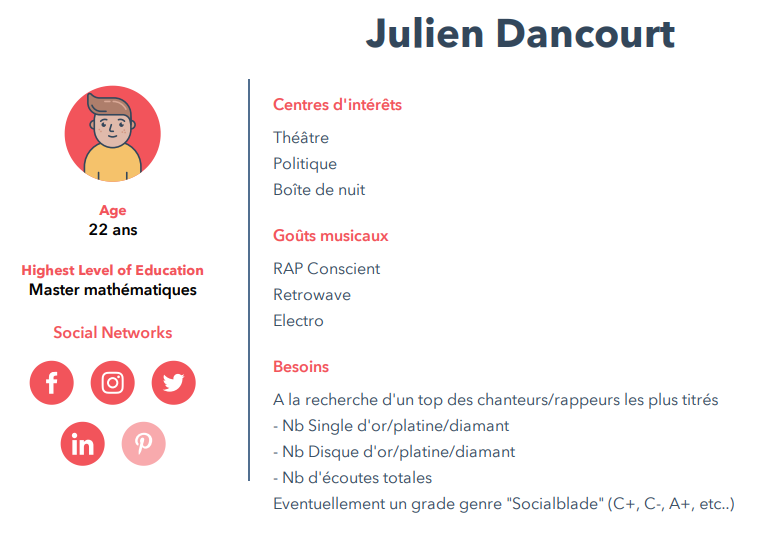 Julien Dancourt
Age
22 ans
Highest Level of Education
Master mathématiques
Social Networks
Centres d'intérêts
Théâtre
Politique
Boîte de nuit
Goûts musicaux
RAP Conscient
Retrowave
Electro
Besoins
A la recherche d'un top des chanteurs/rappeurs les plus titrés
- Nb Single d'or/platine/diamant
- Nb Disque d'or/platine/diamant
- Nb d'écoutes totales
Eventuellement un grade genre "Socialblade" (C+, C-, A+, etc..)